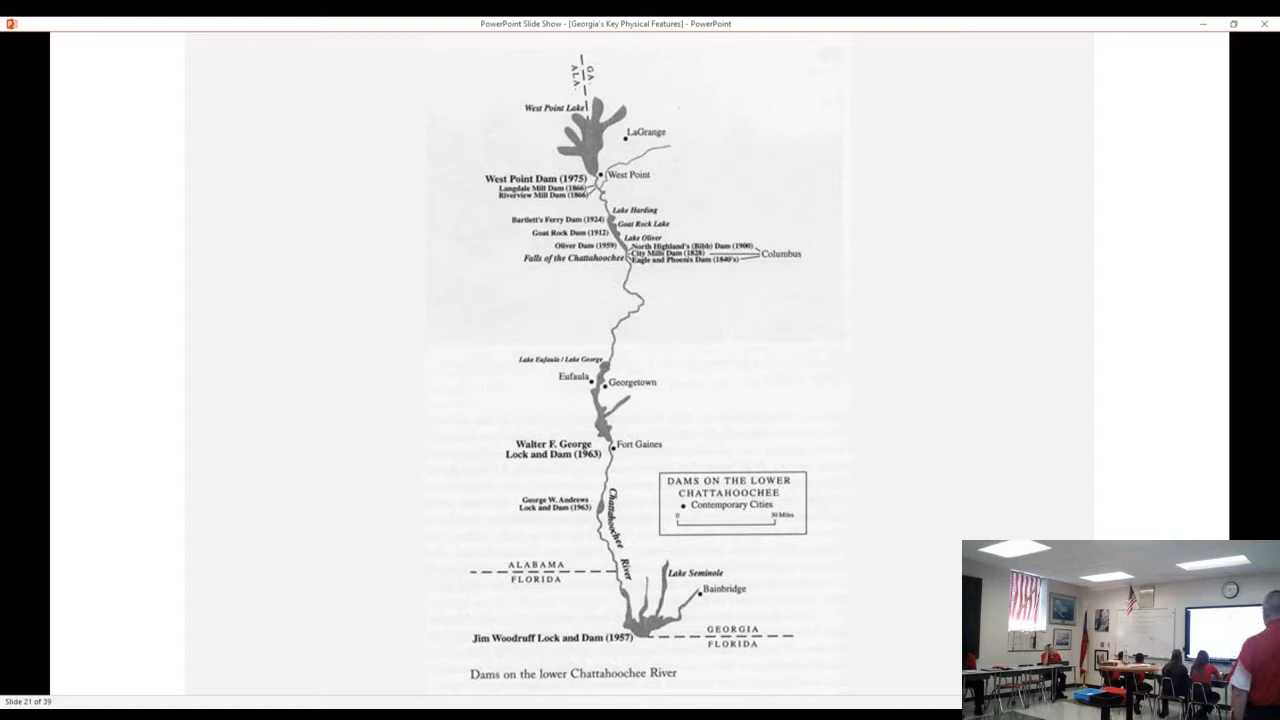 PowerPoint Slide Show - [Georgia's Key Physical Features] - PowerPoint
GA.
ALA.
West Point Lake
LaGrange
West Point Dam (1975)
West Point
Langdale Mill Dam (1866)
Riverview Mill Dam (1866)
Lake Harding
Bartlett's Ferry Dam (1924)
Goat Rock Lake
Goat Rock Dam (1912)
Lake Oliver
Oliver Dam (1959)
North Highland's (Bibb) Dam (1900)
City Mills Dam (1828)
Columbus
Falls of the Chattahoochee
Eagle and Phoenix Dam (1840's)
Lake Eufaula / Lake George
Eufaula
Georgetown
Walter F. George
Lock and Dam (1963)
Fort Gaines
DAMS ON THE LOWER
CHATTAHOOCHEE
Contemporary Cities
0 30 Miles
George W. Andrews
Lock and Dam (1963)
Chattahoochee River
ALABAMA
FLORIDA
Lake Seminole
Bainbridge
GEORGIA
FLORIDA
Jim Woodruff Lock and Dam (1957)
Dams on the lower Chattahoochee River
Slide 21 of 39